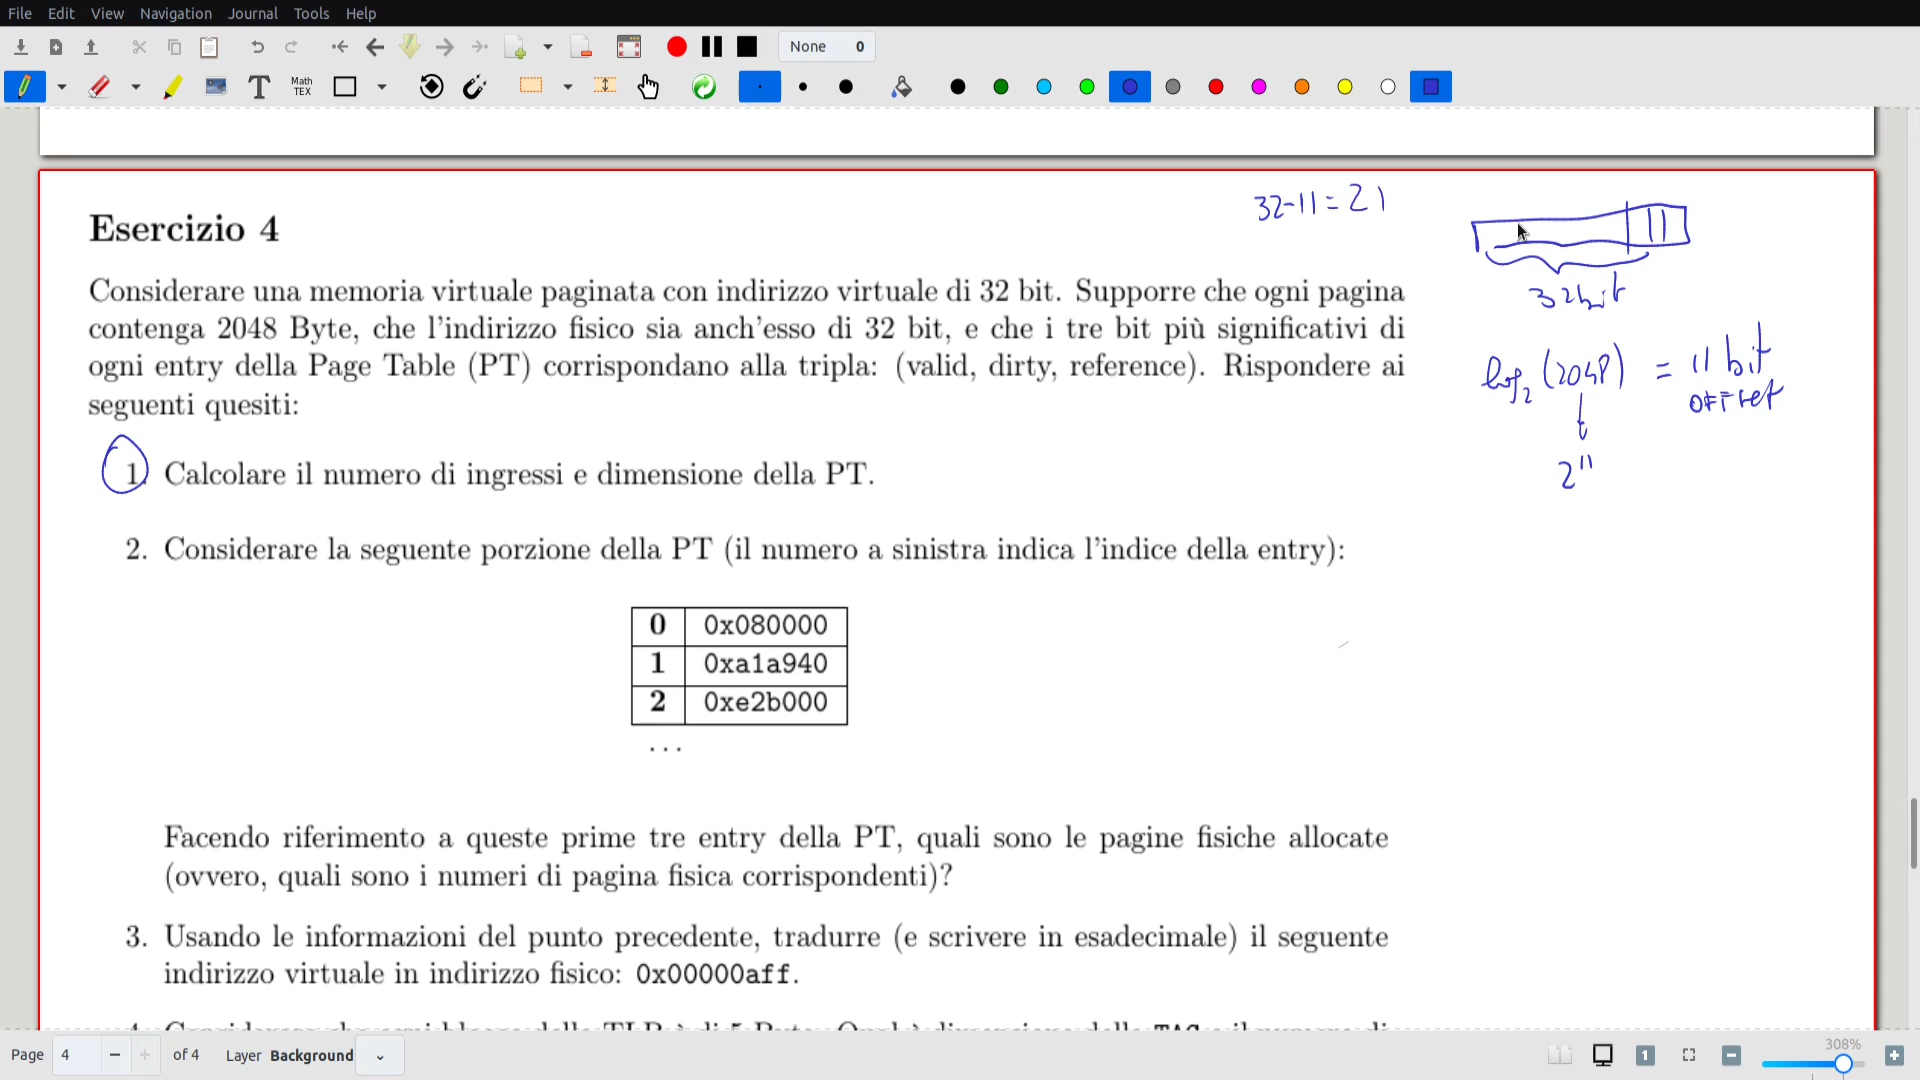 File Edit View Navigation Journal Tools Help
None 0
Math
TEX
32-11=21
11
Esercizio 4
32bit
Considerare una memoria virtuale paginata con indirizzo virtuale di 32 bit. Supporre che ogni pagina
contenga 2048 Byte, che l'indirizzo fisico sia anch'esso di 32 bit, e che i tre bit più significativi di
ogni entry della Page Table (PT) corrispondano alla tripla: (valid, dirty, reference). Rispondere ai
seguenti quesiti:
log₂ (2048) = 11 bit
offset
2¹¹
1. Calcolare il numero di ingressi e dimensione della PT.
2. Considerare la seguente porzione della PT (il numero a sinistra indica l'indice della entry):
0 0x080000
1 0xa1a940
2 0xe2b000
...
Facendo riferimento a queste prime tre entry della PT, quali sono le pagine fisiche allocate
(ovvero, quali sono i numeri di pagina fisica corrispondenti)?
3. Usando le informazioni del punto precedente, tradurre (e scrivere in esadecimale) il seguente
indirizzo virtuale in indirizzo fisico: 0x00000aff.
Page 4 of 4 Layer Background 1 308%